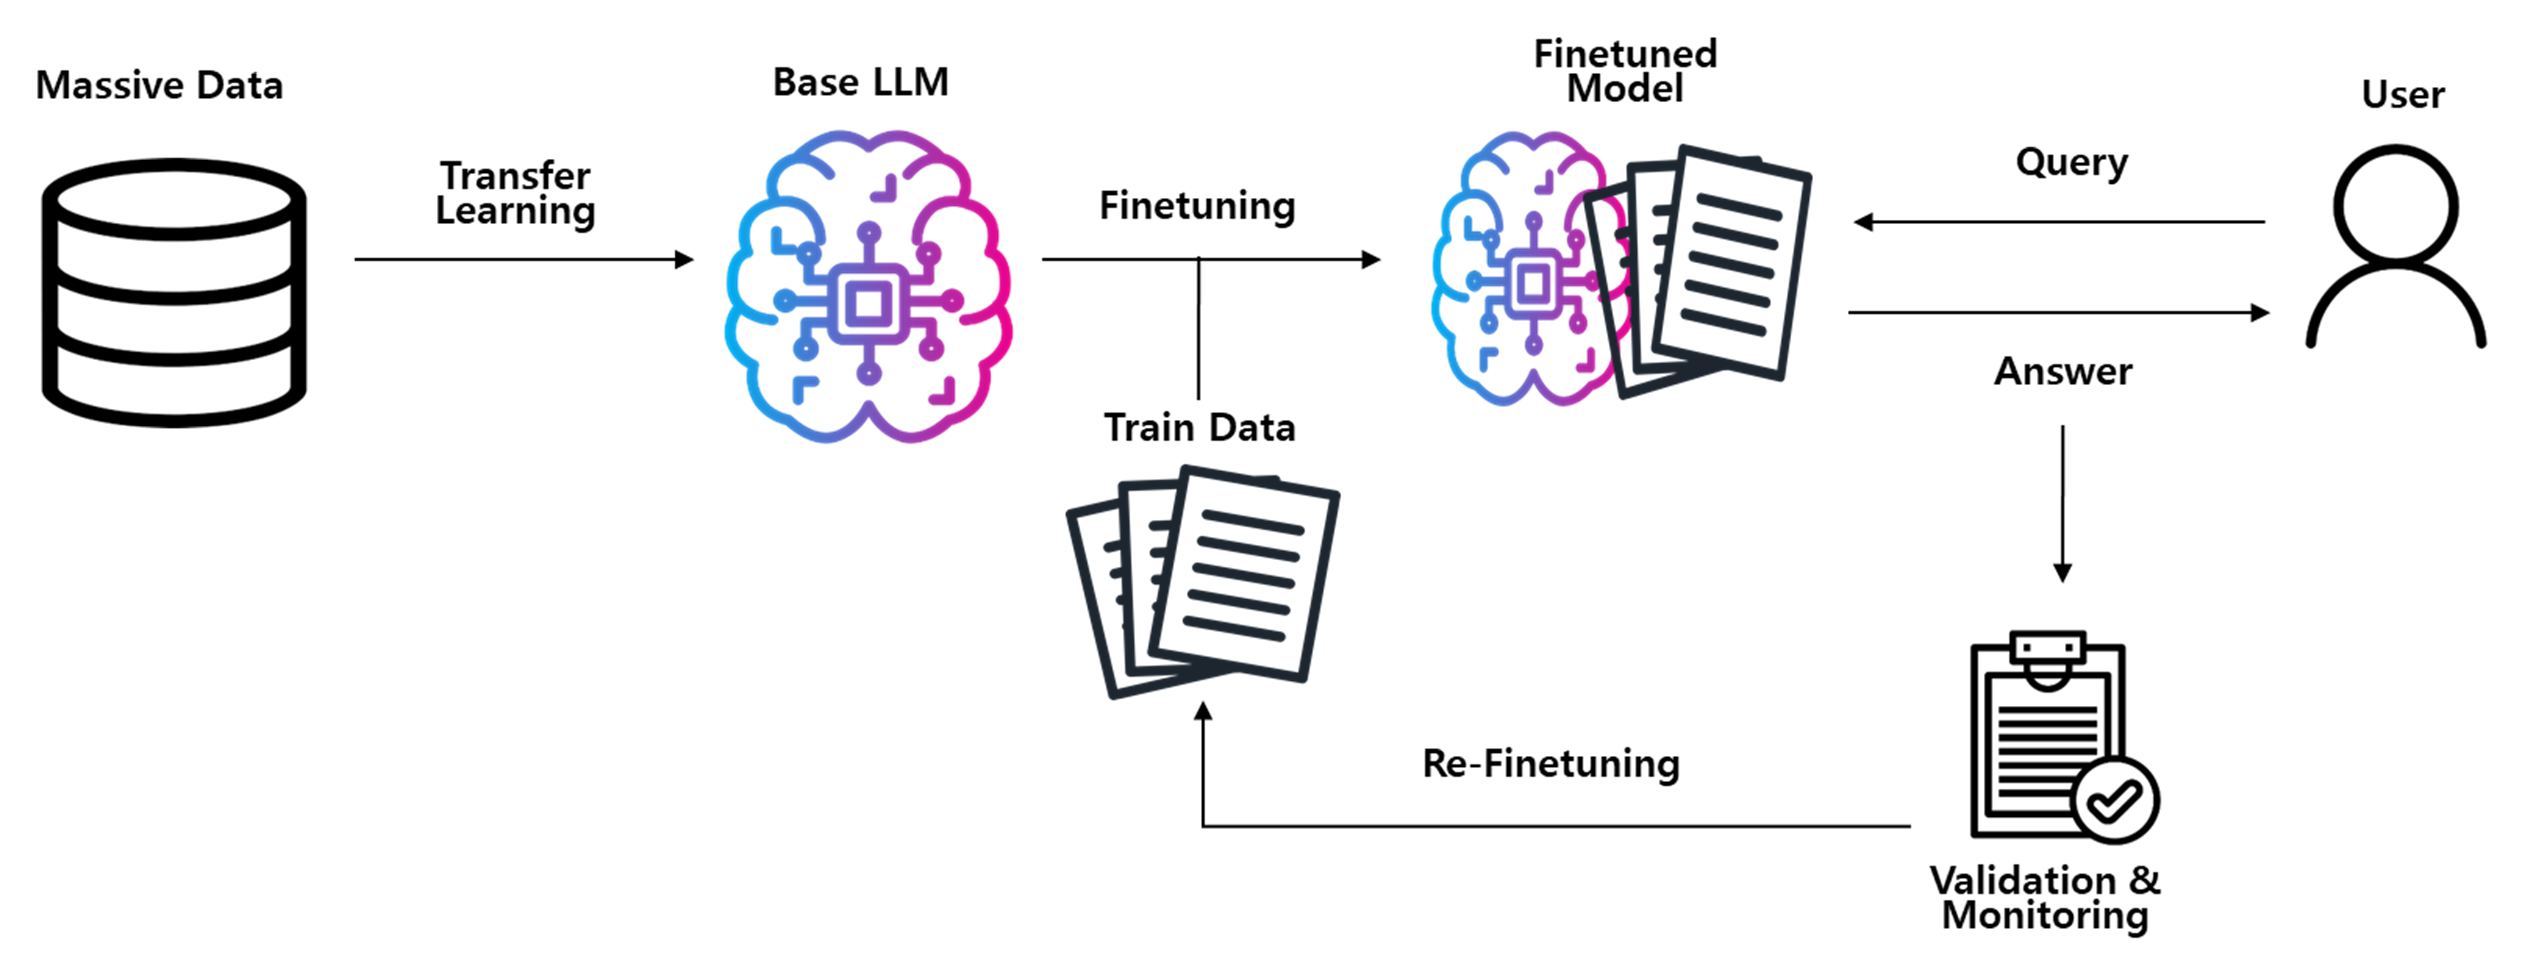 Massive Data
Transfer
Learning
Base LLM
Finetuning
Train Data
Finetuned
Model
Query
User
Answer
Re-Finetuning
Validation &
Monitoring